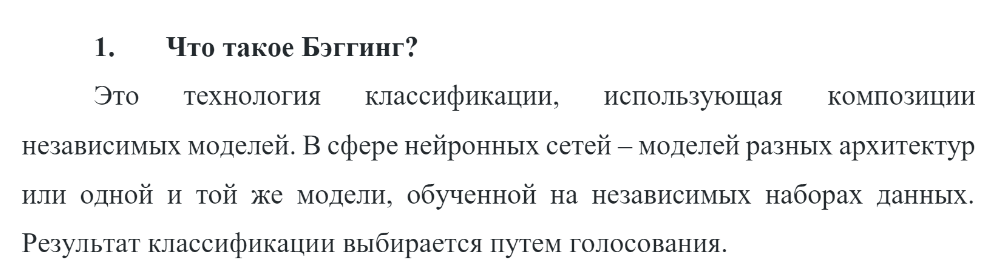 1. Что такое Бэггинг?
Это технология классификации, использующая композиции
независимых моделей. В сфере нейронных сетей – моделей разных архитектур
или одной и той же модели, обученной на независимых наборах данных.
Результат классификации выбирается путем голосования.